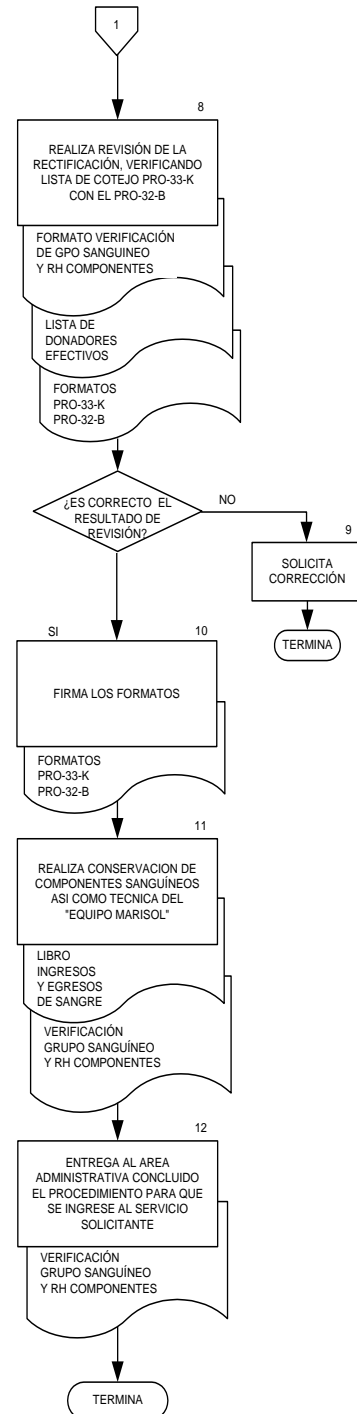 1
8
REALIZA REVISIÓN DE LA
RECTIFICACIÓN, VERIFICANDO
LISTA DE COTEJO PRO-33-K
CON EL PRO-32-B
FORMATO VERIFICACIÓN
DE GPO SANGUINEO
Y RH COMPONENTES
LISTA DE
DONADORES
EFECTIVOS
FORMATOS
PRO-33-K
PRO-32-B
¿ES CORRECTO EL
RESULTADO DE
REVISIÓN?
NO
9
SOLICITA
CORRECCIÓN
TERMINA
SI
10
FIRMA LOS FORMATOS
FORMATOS
PRO-33-K
PRO-32-B
11
REALIZA CONSERVACION DE
COMPONENTES SANGUÍNEOS
ASI COMO TECNICA DEL
"EQUIPO MARISOL"
LIBRO
INGRESOS
Y EGRESOS
DE SANGRE
VERIFICACIÓN
GRUPO SANGUÍNEO
Y RH COMPONENTES
12
ENTREGA AL AREA
ADMINISTRATIVA CONCLUIDO
EL PROCEDIMIENTO PARA QUE
SE INGRESE AL SERVICIO
SOLICITANTE
VERIFICACIÓN
GRUPO SANGUÍNEO
Y RH COMPONENTES
TERMINA